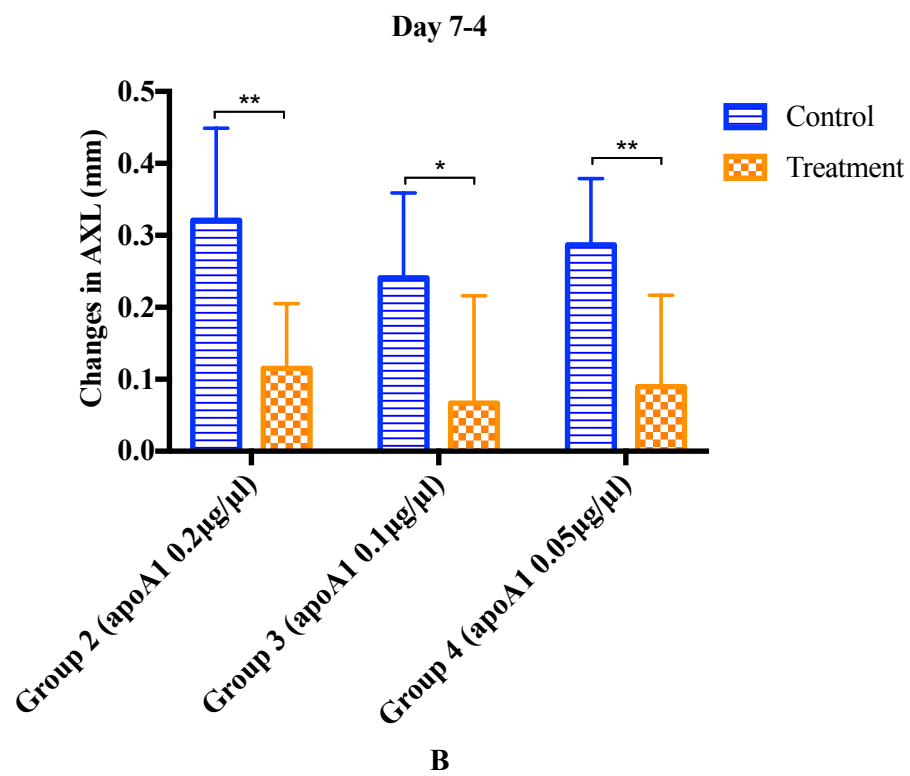 Day 7-4
Changes in AXL (mm)
0.5
0.4
0.3
0.2
0.1
0.0
**
*
**
Control
Treatment
Group 2 (apoA1 0.2µg/µl)
Group 3 (apoA1 0.1µg/µl)
Group 4 (apoA1 0.05µg/µl)
B